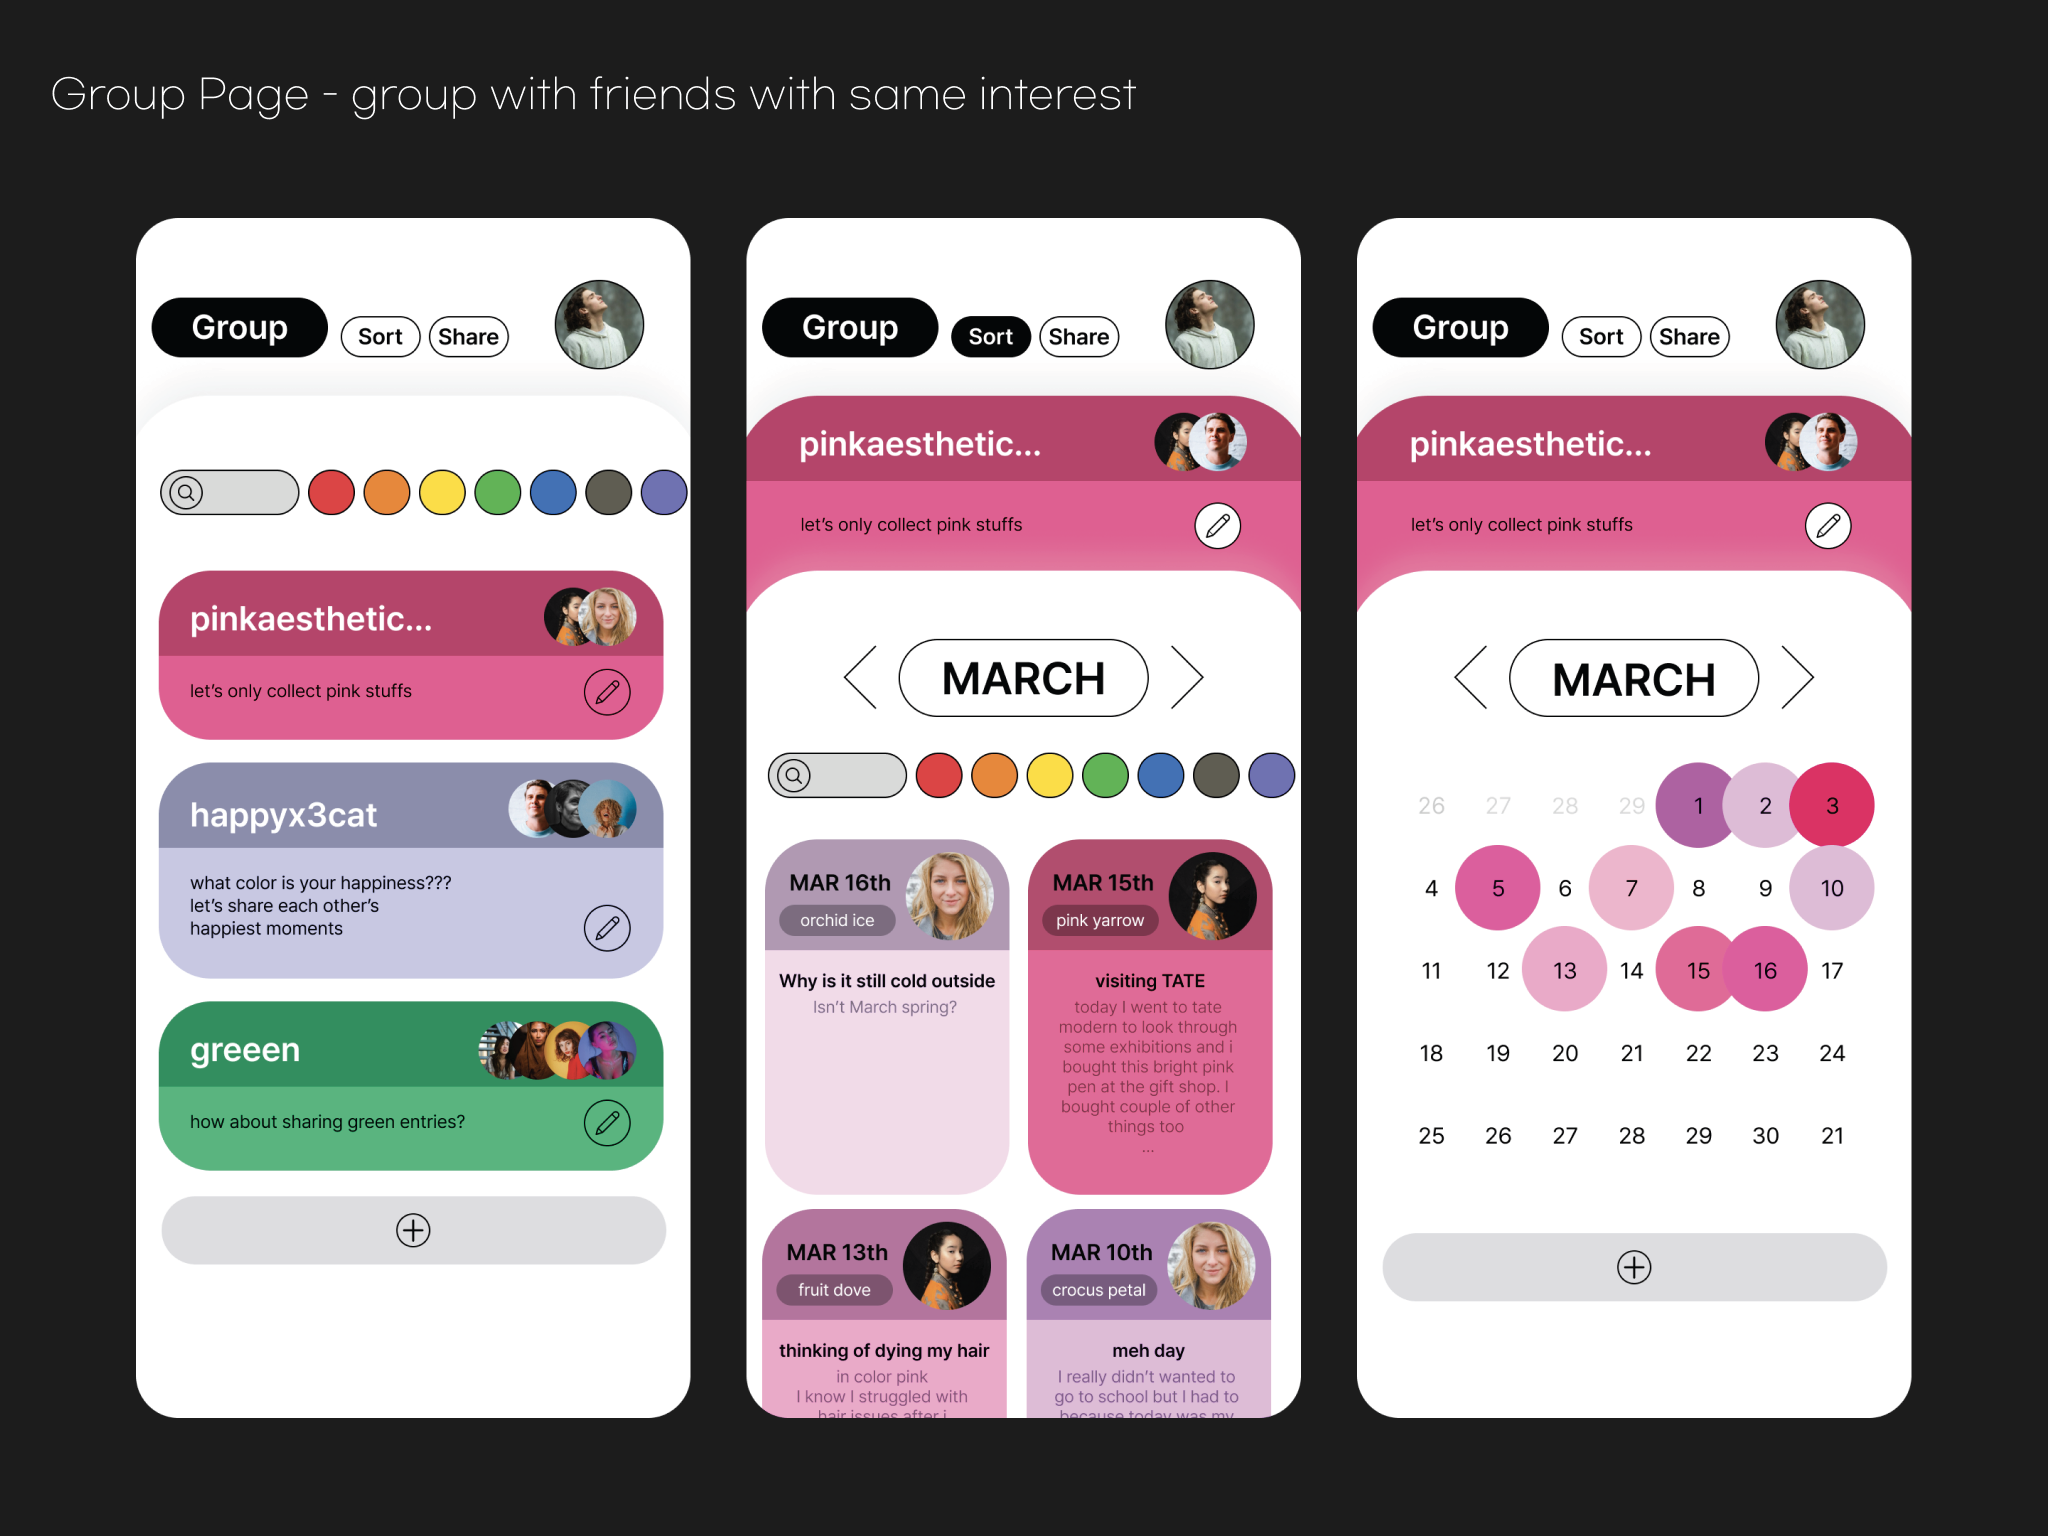 Group Page - group with friends with same interest
Group
Sort
Share
pinkaesthetic...
let's only collect pink stuffs
happyx3cat
what color is your happiness???
let's share each other's
happiest moments
greeen
how about sharing green entries?
Group
Sort
Share
pinkaesthetic...
let's only collect pink stuffs
MARCH
MAR 16th
orchid ice
Why is it still cold outside
Isn't March spring?
MAR 15th
pink yarrow
visiting TATE
today I went to tate
modern to look through
some exhibitions and i
bought this bright pink
pen at the gift shop. I
bought couple of other
things too
...
MAR 13th
fruit dove
thinking of dying my hair
in color pink
I know I struggled with
hair issues after i
MAR 10th
crocus petal
meh day
I really didn't wanted to
go to school but I had to
because today was my
Group
Sort
Share
pinkaesthetic...
let's only collect pink stuffs
MARCH
26 27 28 29 1 2 3
4 5 6 7 8 9 10
11 12 13 14 15 16 17
18 19 20 21 22 23 24
25 26 27 28 29 30 21